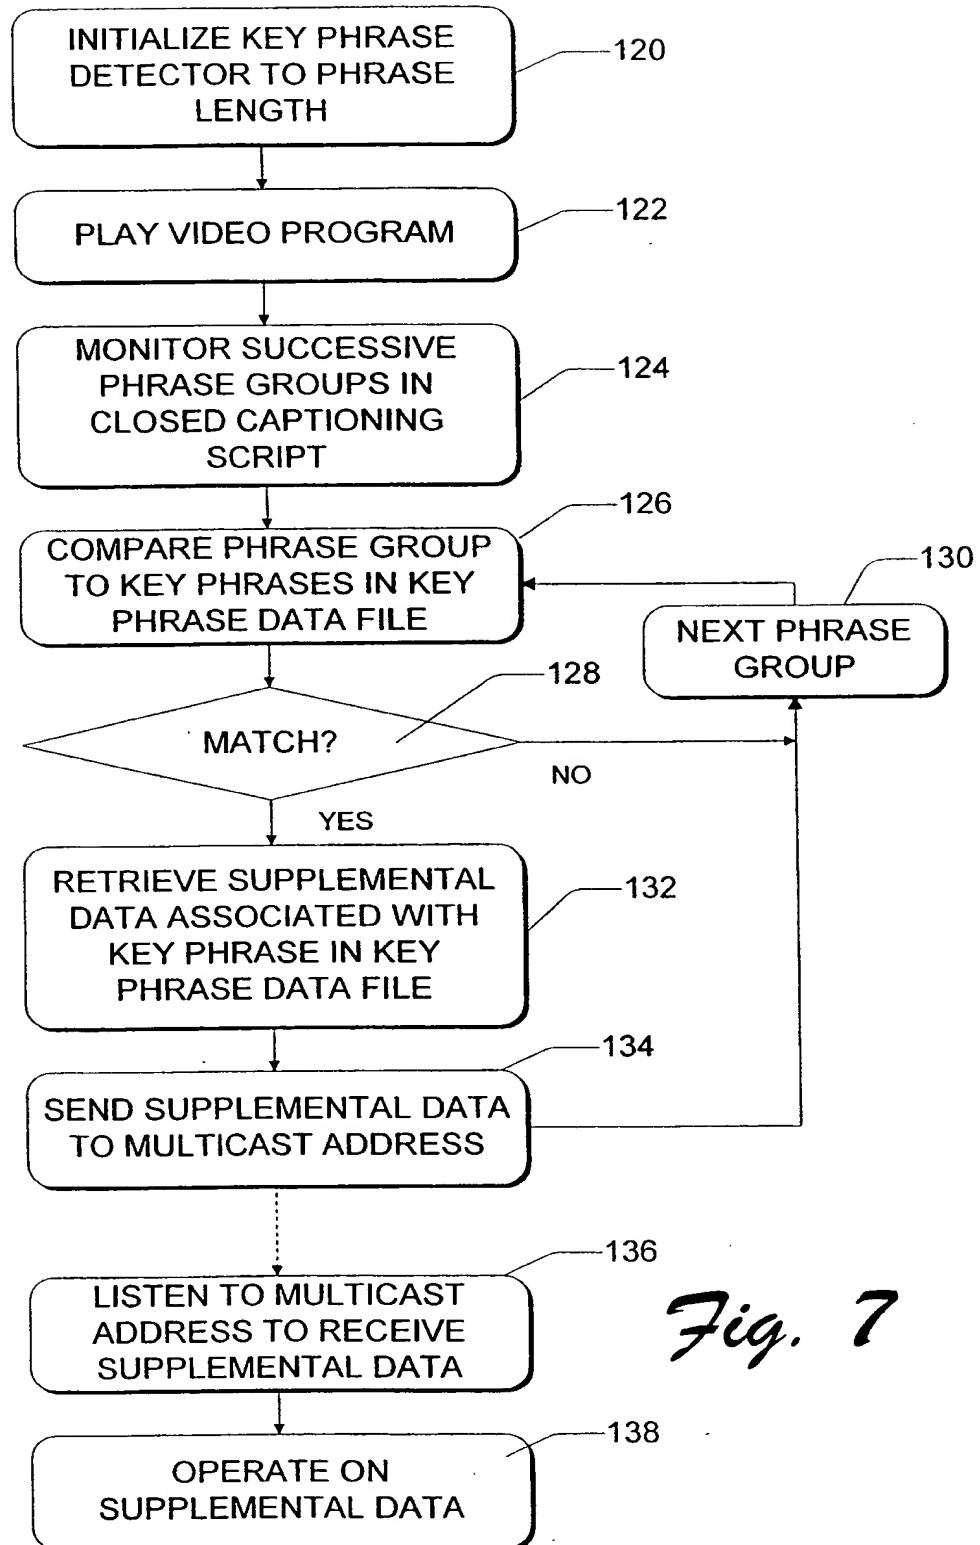 INITIALIZE KEY PHRASE
DETECTOR TO PHRASE
LENGTH
120
PLAY VIDEO PROGRAM
122
MONITOR SUCCESSIVE
PHRASE GROUPS IN
CLOSED CAPTIONING
SCRIPT
124
COMPARE PHRASE GROUP
TO KEY PHRASES IN KEY
PHRASE DATA FILE
126
NEXT PHRASE
GROUP
130
MATCH?
128
NO
YES
RETRIEVE SUPPLEMENTAL
DATA ASSOCIATED WITH
KEY PHRASE IN KEY
PHRASE DATA FILE
132
SEND SUPPLEMENTAL DATA
TO MULTICAST ADDRESS
134
LISTEN TO MULTICAST
ADDRESS TO RECEIVE
SUPPLEMENTAL DATA
136
Fig. 7
OPERATE ON
SUPPLEMENTAL DATA
138